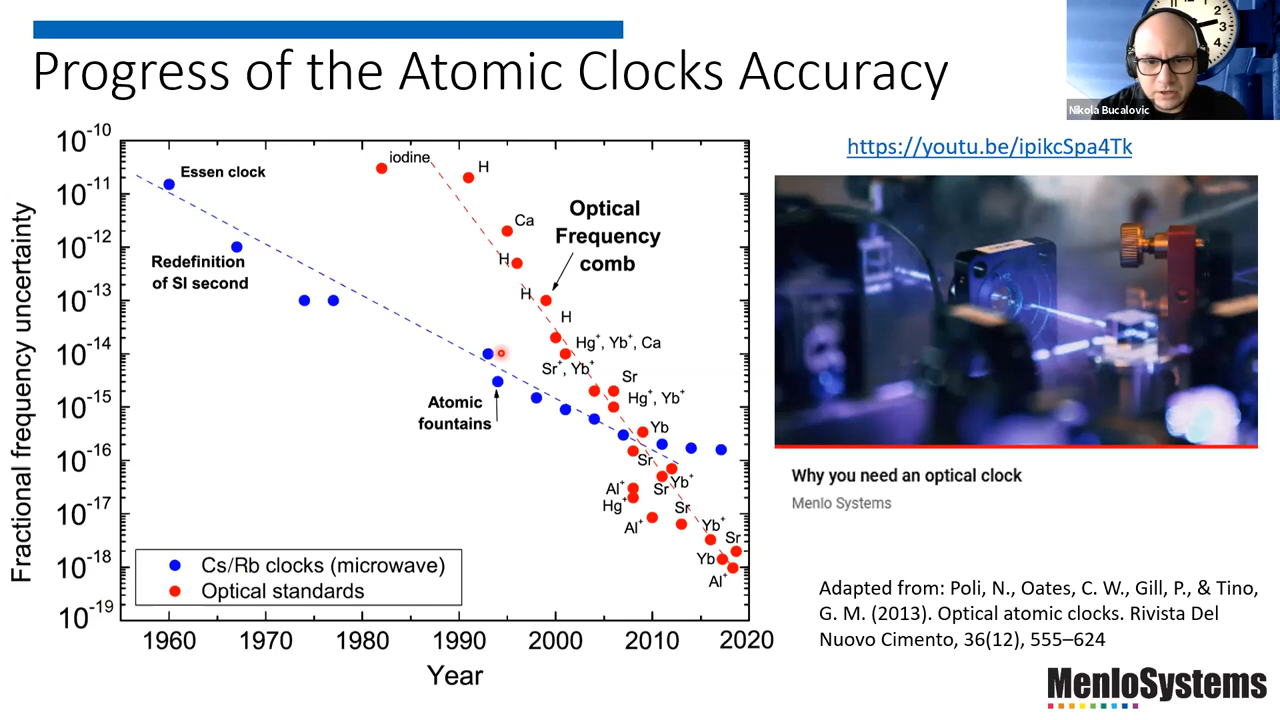 Progress of the Atomic Clocks Accuracy
Nikola Bucalovic
https://youtu.be/ipikcSpa4Tk
Fractional frequency uncertainty
10⁻¹⁰
10⁻¹¹
10⁻¹²
10⁻¹³
10⁻¹⁴
10⁻¹⁵
10⁻¹⁶
10⁻¹⁷
10⁻¹⁸
10⁻¹⁹
Essen clock
Redefinition
of SI second
iodine
H
Ca
H
Optical
Frequency
comb
H
H
Hg⁺, Yb⁺, Ca
Sr⁺, Yb⁺
Sr
Hg⁺, Yb⁺
Atomic
fountains
Yb
Sr
Yb⁺
Sr
Al⁺
Hg⁺
Sr
Al⁺
Yb⁺
Sr
Yb
Al⁺
Cs/Rb clocks (microwave)
Optical standards
1960 1970 1980 1990 2000 2010 2020
Year
2
3
4
Why you need an optical clock
Menlo Systems
Adapted from: Poli, N., Oates, C. W., Gill, P., & Tino,
G. M. (2013). Optical atomic clocks. Rivista Del
Nuovo Cimento, 36(12), 555–624
MenloSystems